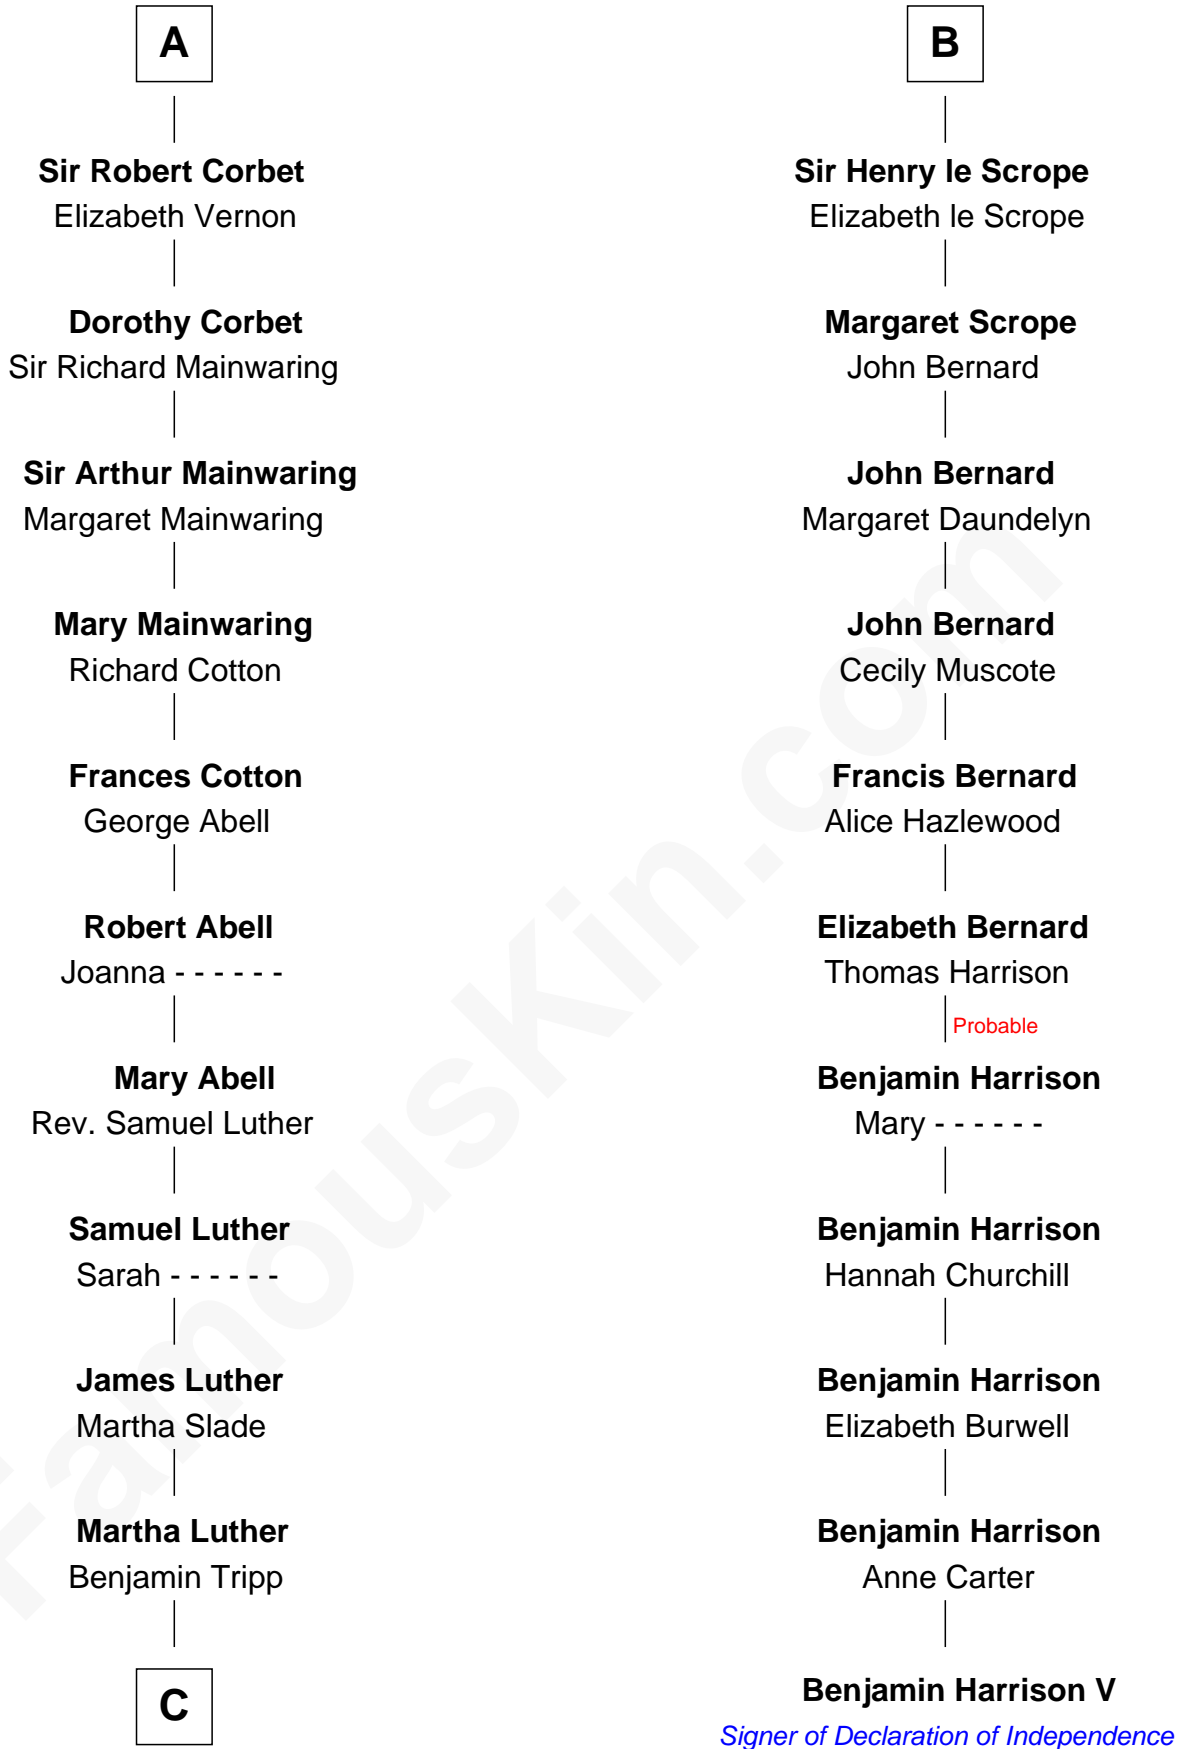 A
Sir Robert Corbet
Elizabeth Vernon
Dorothy Corbet
Sir Richard Mainwaring
Sir Arthur Mainwaring
Margaret Mainwaring
Mary Mainwaring
Richard Cotton
Frances Cotton
George Abell
Robert Abell
Joanna - - - - - -
Mary Abell
Rev. Samuel Luther
Samuel Luther
Sarah - - - - - -
James Luther
Martha Slade
Martha Luther
Benjamin Tripp
C
B
Sir Henry le Scrope
Elizabeth le Scrope
Margaret Scrope
John Bernard
John Bernard
Margaret Daundelyn
John Bernard
Cecily Muscote
Francis Bernard
Alice Hazlewood
Elizabeth Bernard
Thomas Harrison
Probable
Benjamin Harrison
Mary - - - - - -
Benjamin Harrison
Hannah Churchill
Benjamin Harrison
Elizabeth Burwell
Benjamin Harrison
Anne Carter
Benjamin Harrison V
Signer of Declaration of Independence
FamousKin.com